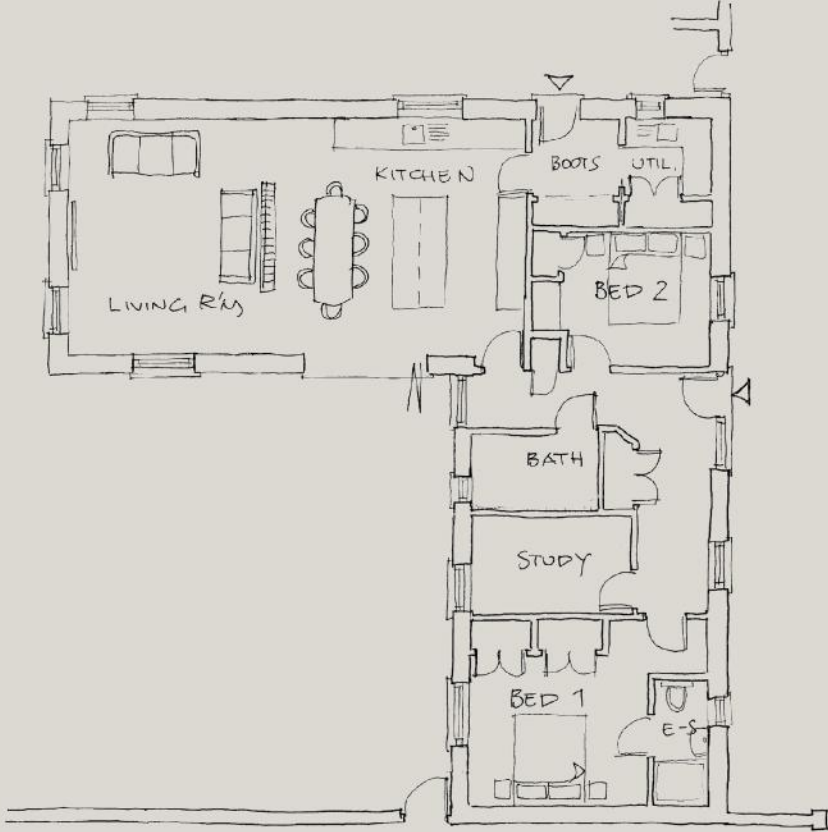 KITCHEN
BOOTS
UTIL.
LIVING R'M
BED 2
BATH
STUDY
BED 1
E-S